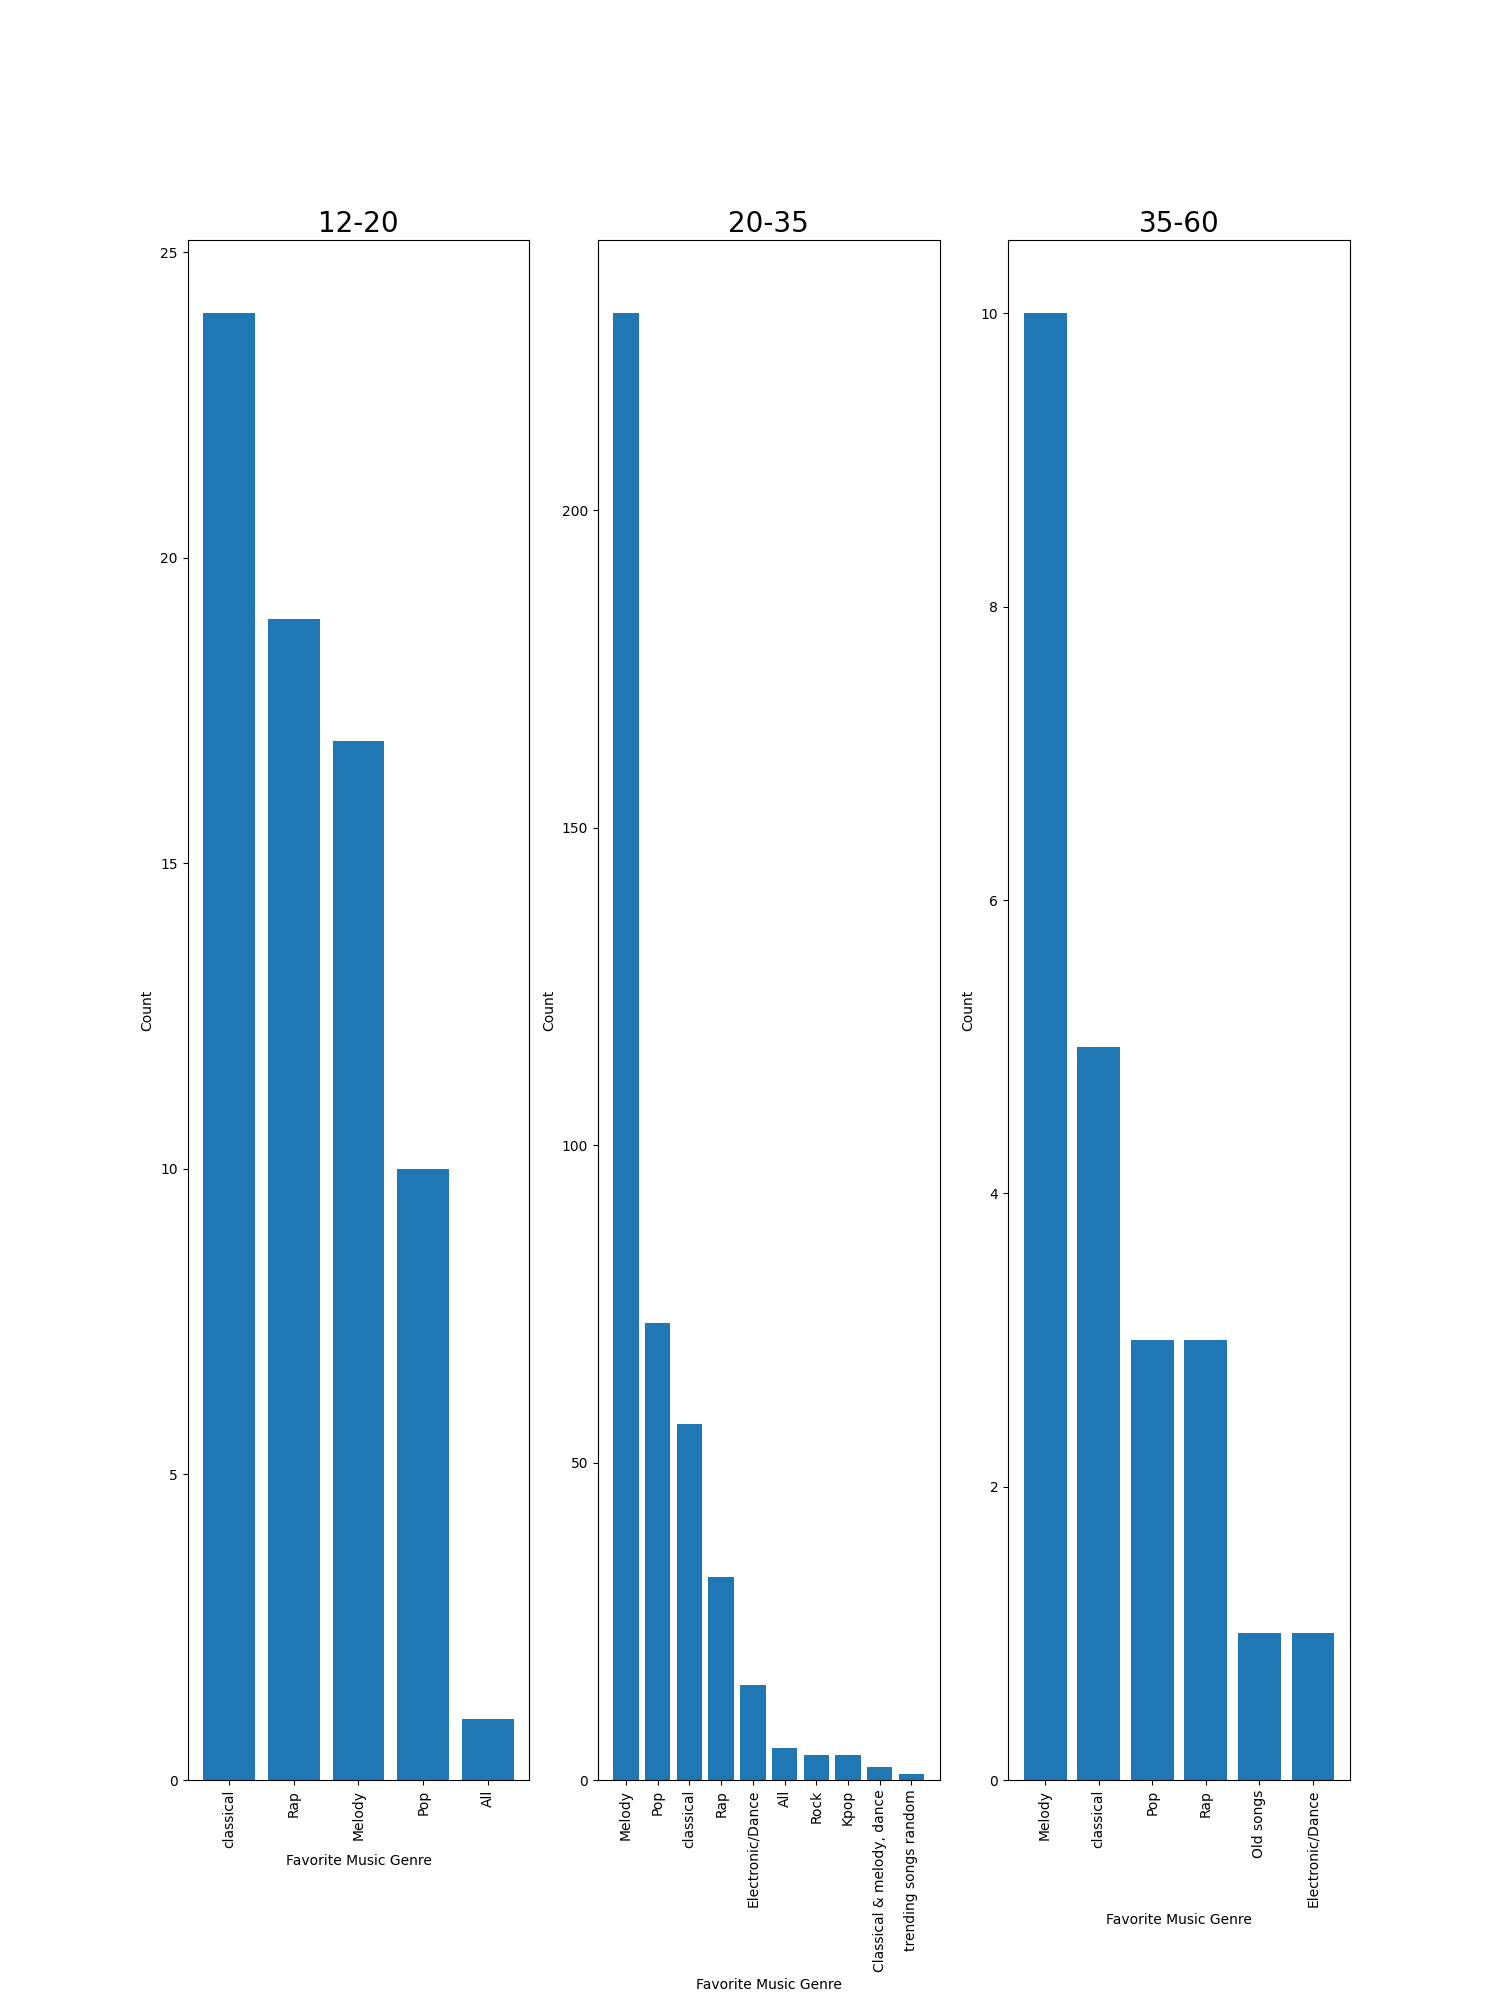 12-20
25
20
15
10
5
0
Count
classical
Rap
Melody
Pop
All
Favorite Music Genre
20-35
200
150
100
50
0
Count
Melody
Pop
classical
Rap
Electronic/Dance
All
Rock
Kpop
Classical & melody, dance
trending songs random
Favorite Music Genre
35-60
10
8
6
4
2
0
Count
Melody
classical
Pop
Rap
Old songs
Electronic/Dance
Favorite Music Genre